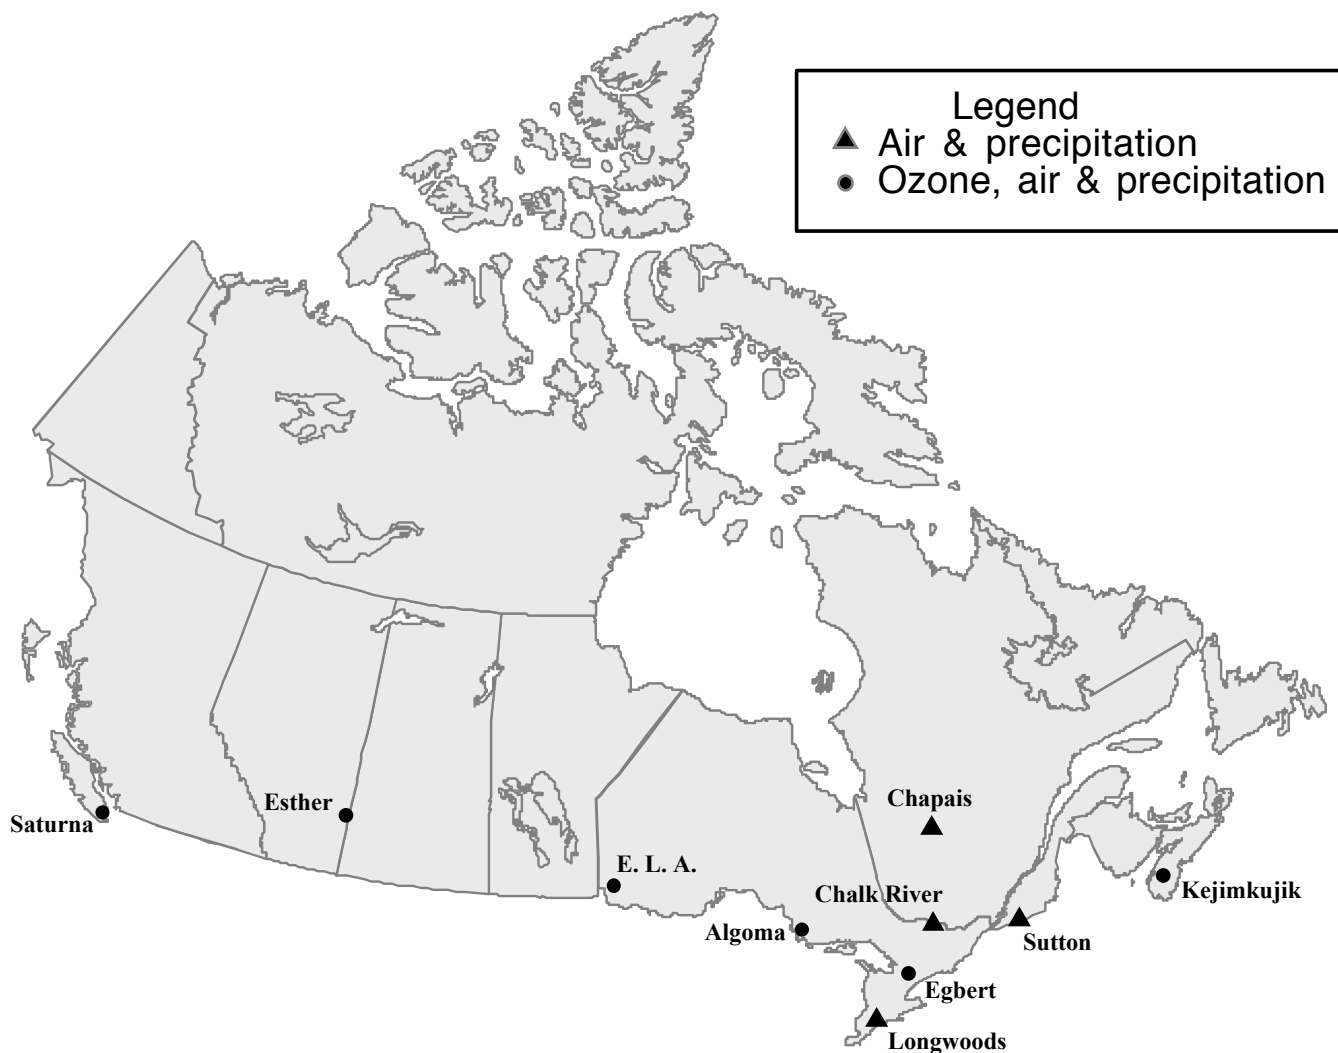 Legend
Air & precipitation
Ozone, air & precipitation
Chapais
Esther
Saturna
E. L. A.
Chalk River
Kejimkujik
Algoma
Sutton
Egbert
Longwoods